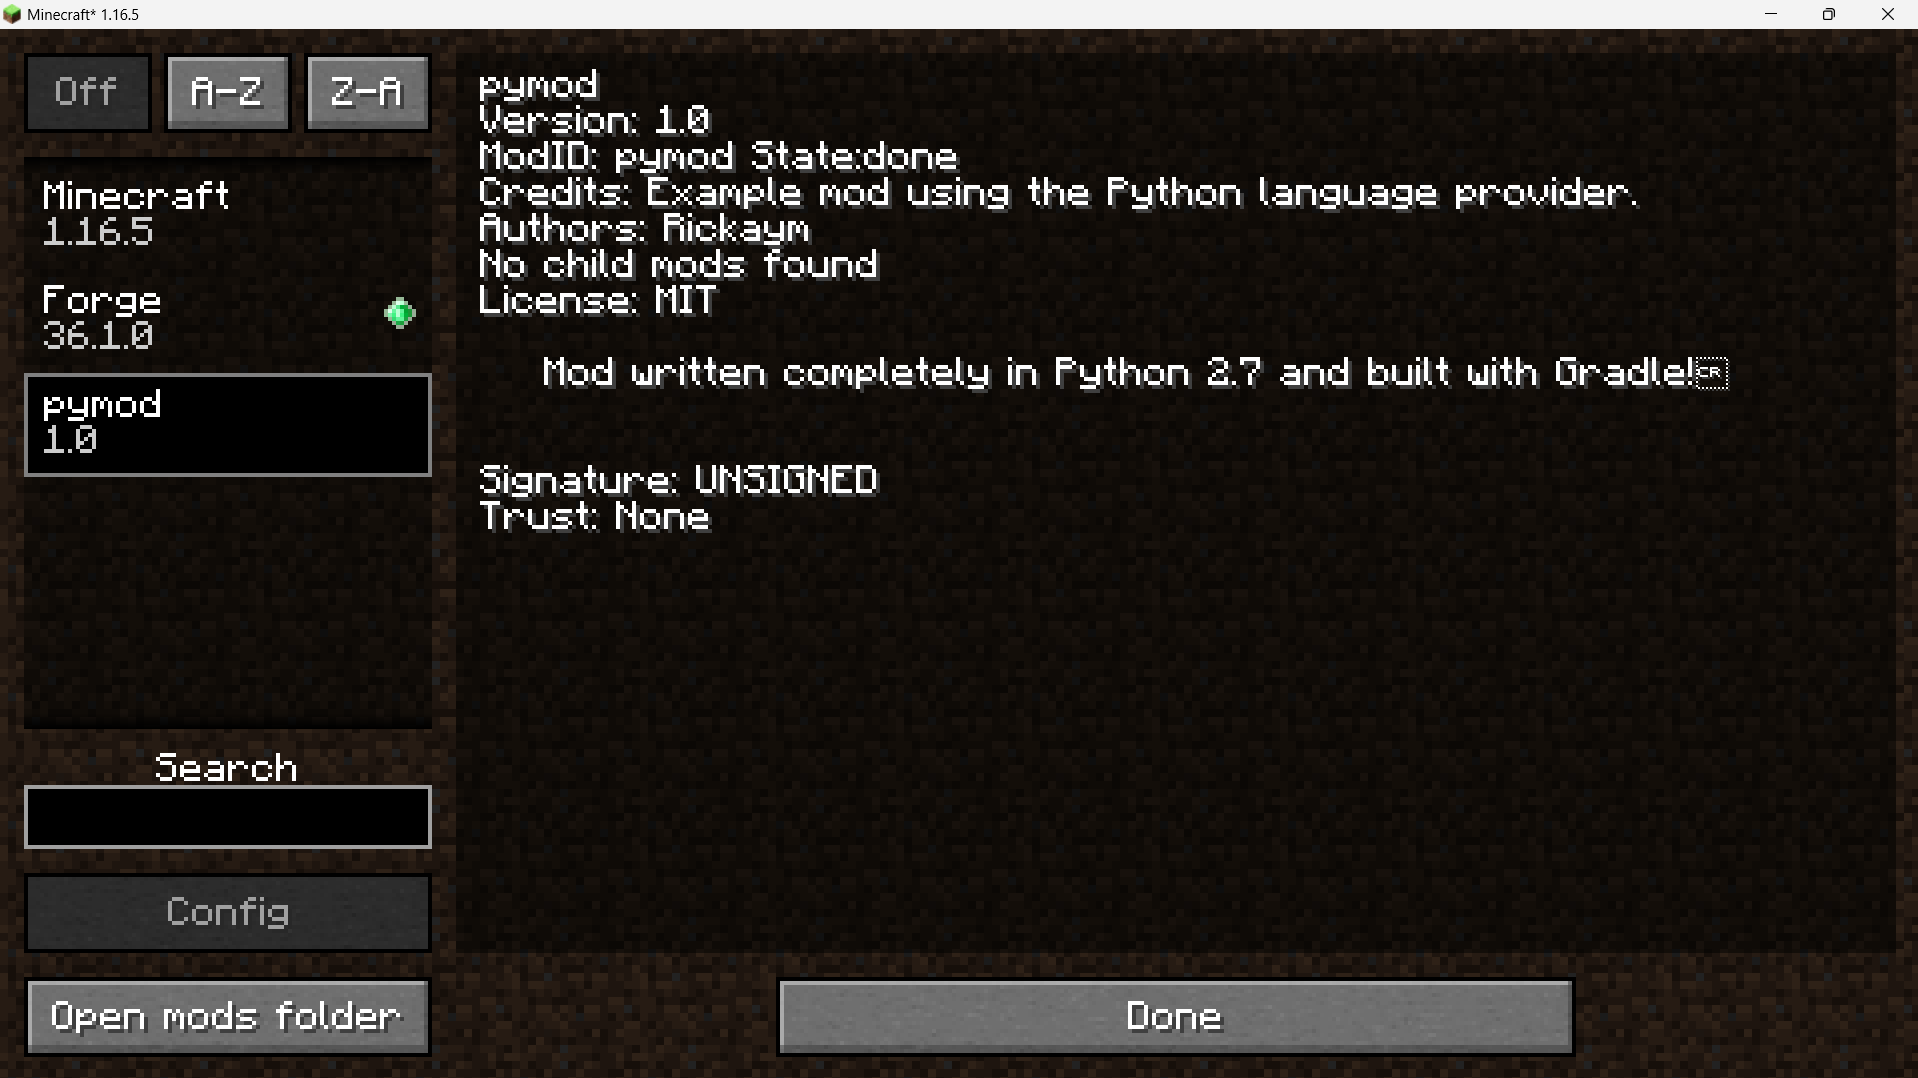 Minecraft* 1.16.5
Off
A-Z
Z-A
Minecraft
1.16.5
Forge
36.1.0
pymod
1.0
Search
Config
Open mods folder
pymod
Version: 1.0
ModID: pymod State:done
Credits: Example mod using the Python language provider.
Authors: Rickaym
No child mods found
License: MIT
Mod written completely in Python 2.7 and built with Gradle!CR
Signature: UNSIGNED
Trust: None
Done